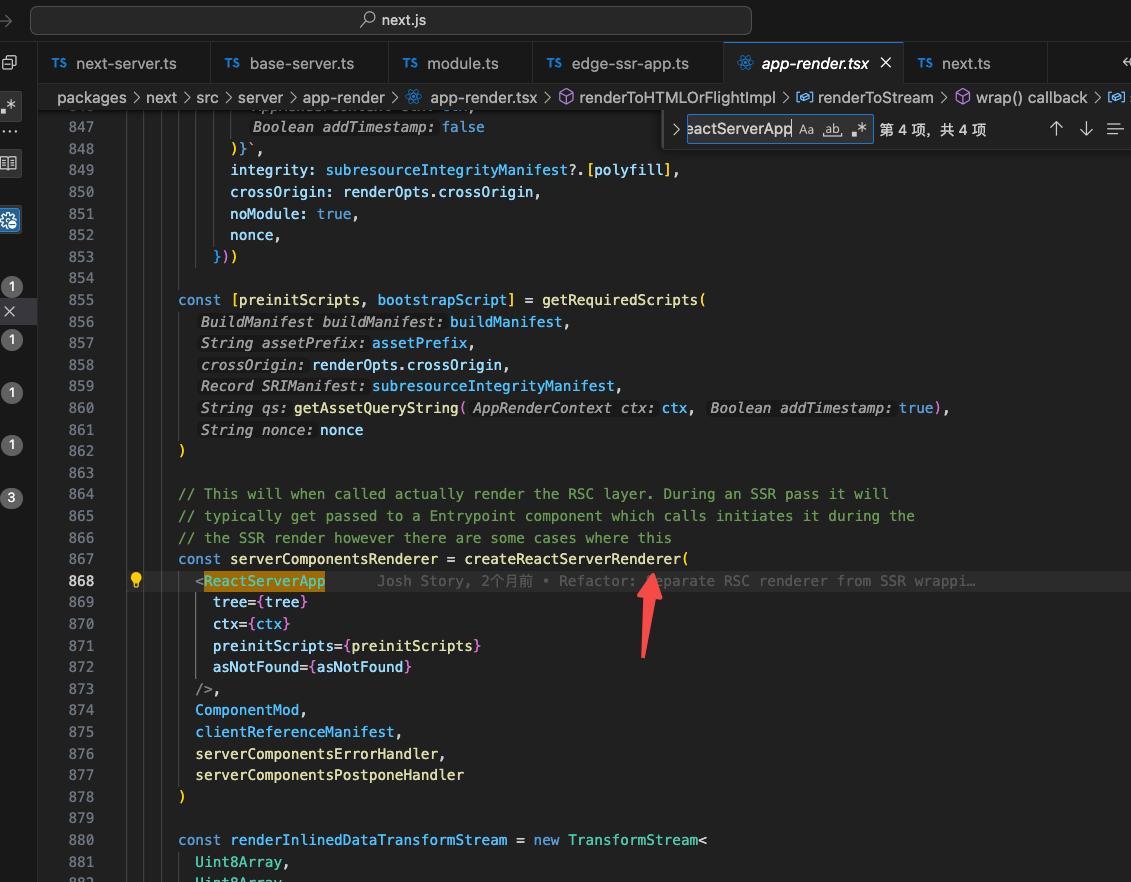 next.js
TS next-server.ts TS base-server.ts TS module.ts TS edge-ssr-app.ts app-render.tsx TS next.ts
packages > next > src > server > app-render > app-render.tsx > renderToHTMLOrFlightImpl > renderToStream > wrap() callback >
eactServerApp Aa ab .* 第 4 项，共 4 项
847 Boolean addTimestamp: false
848 )}`,
849 integrity: subresourceIntegrityManifest?.[polyfill],
850 crossOrigin: renderOpts.crossOrigin,
851 noModule: true,
852 nonce,
853 }))
854
855 const [preinitScripts, bootstrapScript] = getRequiredScripts(
856 BuildManifest buildManifest: buildManifest,
857 String assetPrefix: assetPrefix,
858 crossOrigin: renderOpts.crossOrigin,
859 Record SRIManifest: subresourceIntegrityManifest,
860 String qs: getAssetQueryString( AppRenderContext ctx: ctx, Boolean addTimestamp: true),
861 String nonce: nonce
862 )
863
864 // This will when called actually render the RSC layer. During an SSR pass it will
865 // typically get passed to a Entrypoint component which calls initiates it during the
866 // the SSR render however there are some cases where this
867 const serverComponentsRenderer = createReactServerRenderer(
868 <ReactServerApp Josh Story, 2个月前 • Refactor: Separate RSC renderer from SSR wrappi…
869 tree={tree}
870 ctx={ctx}
871 preinitScripts={preinitScripts}
872 asNotFound={asNotFound}
873 />,
874 ComponentMod,
875 clientReferenceManifest,
876 serverComponentsErrorHandler,
877 serverComponentsPostponeHandler
878 )
879
880 const renderInlinedDataTransformStream = new TransformStream<
881 Uint8Array,
1
1
1
1
3